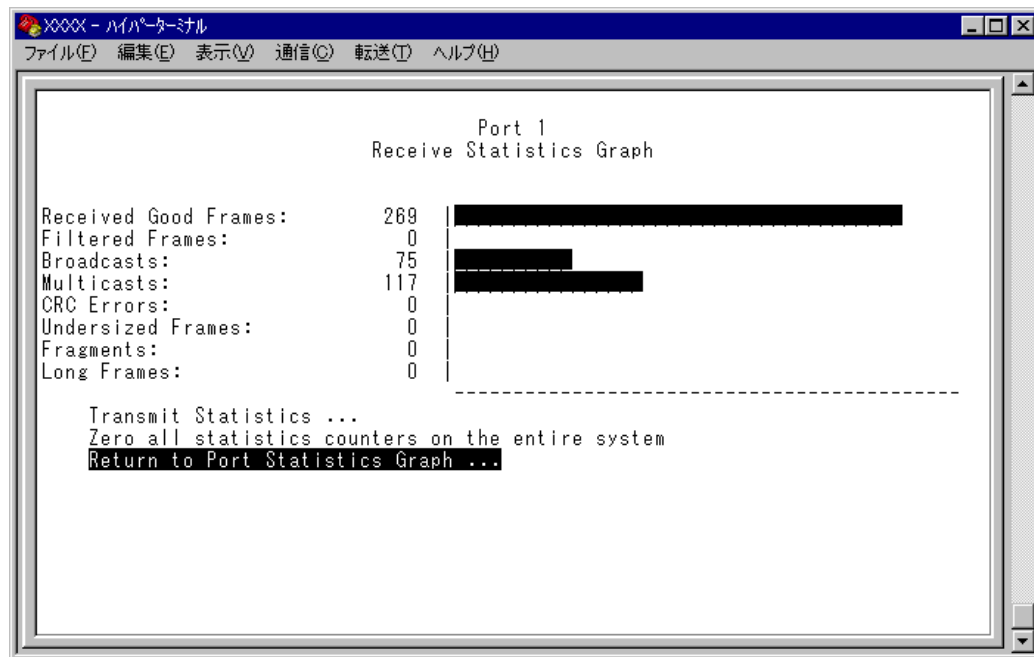 XXXX - ハイパーターミナル
ファイル(F) 編集(E) 表示(V) 通信(C) 転送(T) ヘルプ(H)
Port 1
Receive Statistics Graph
Received Good Frames: 269
Filtered Frames: 0
Broadcasts: 75
Multicasts: 117
CRC Errors: 0
Undersized Frames: 0
Fragments: 0
Long Frames: 0
Transmit Statistics ...
Zero all statistics counters on the entire system
Return to Port Statistics Graph ...